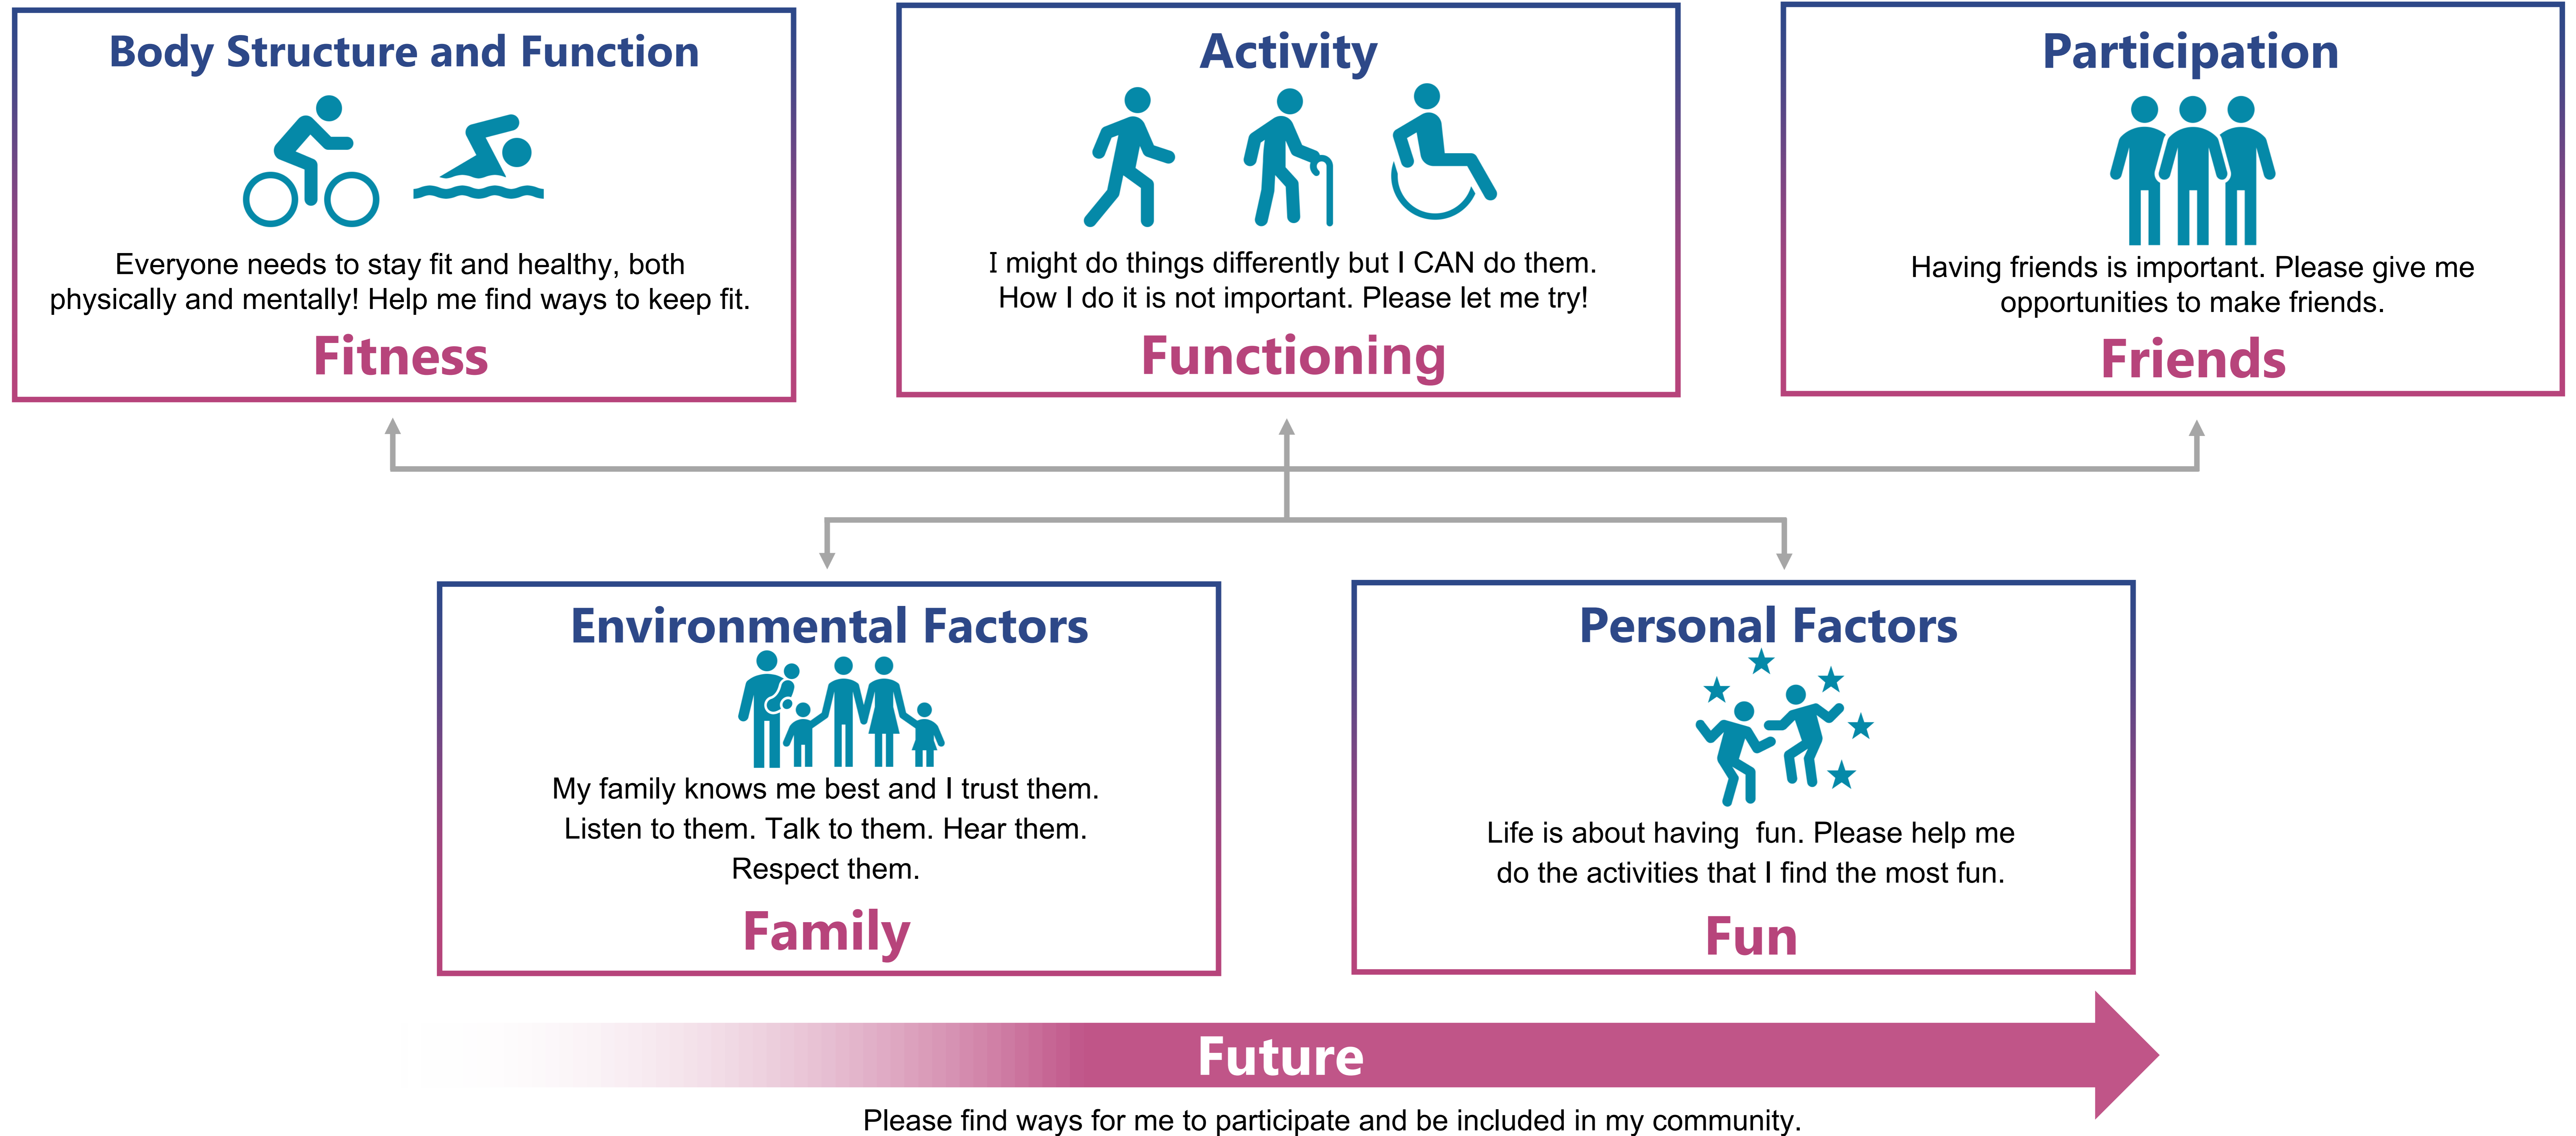 Body Structure and Function
Everyone needs to stay fit and healthy, both
physically and mentally! Help me find ways to keep fit.
Fitness
Activity
I might do things differently but I CAN do them.
How I do it is not important. Please let me try!
Functioning
Participation
Having friends is important. Please give me
opportunities to make friends.
Friends
Environmental Factors
My family knows me best and I trust them.
Listen to them. Talk to them. Hear them.
Respect them.
Family
Personal Factors
Life is about having  fun. Please help me
do the activities that I find the most fun.
Fun
Future
Please find ways for me to participate and be included in my community.